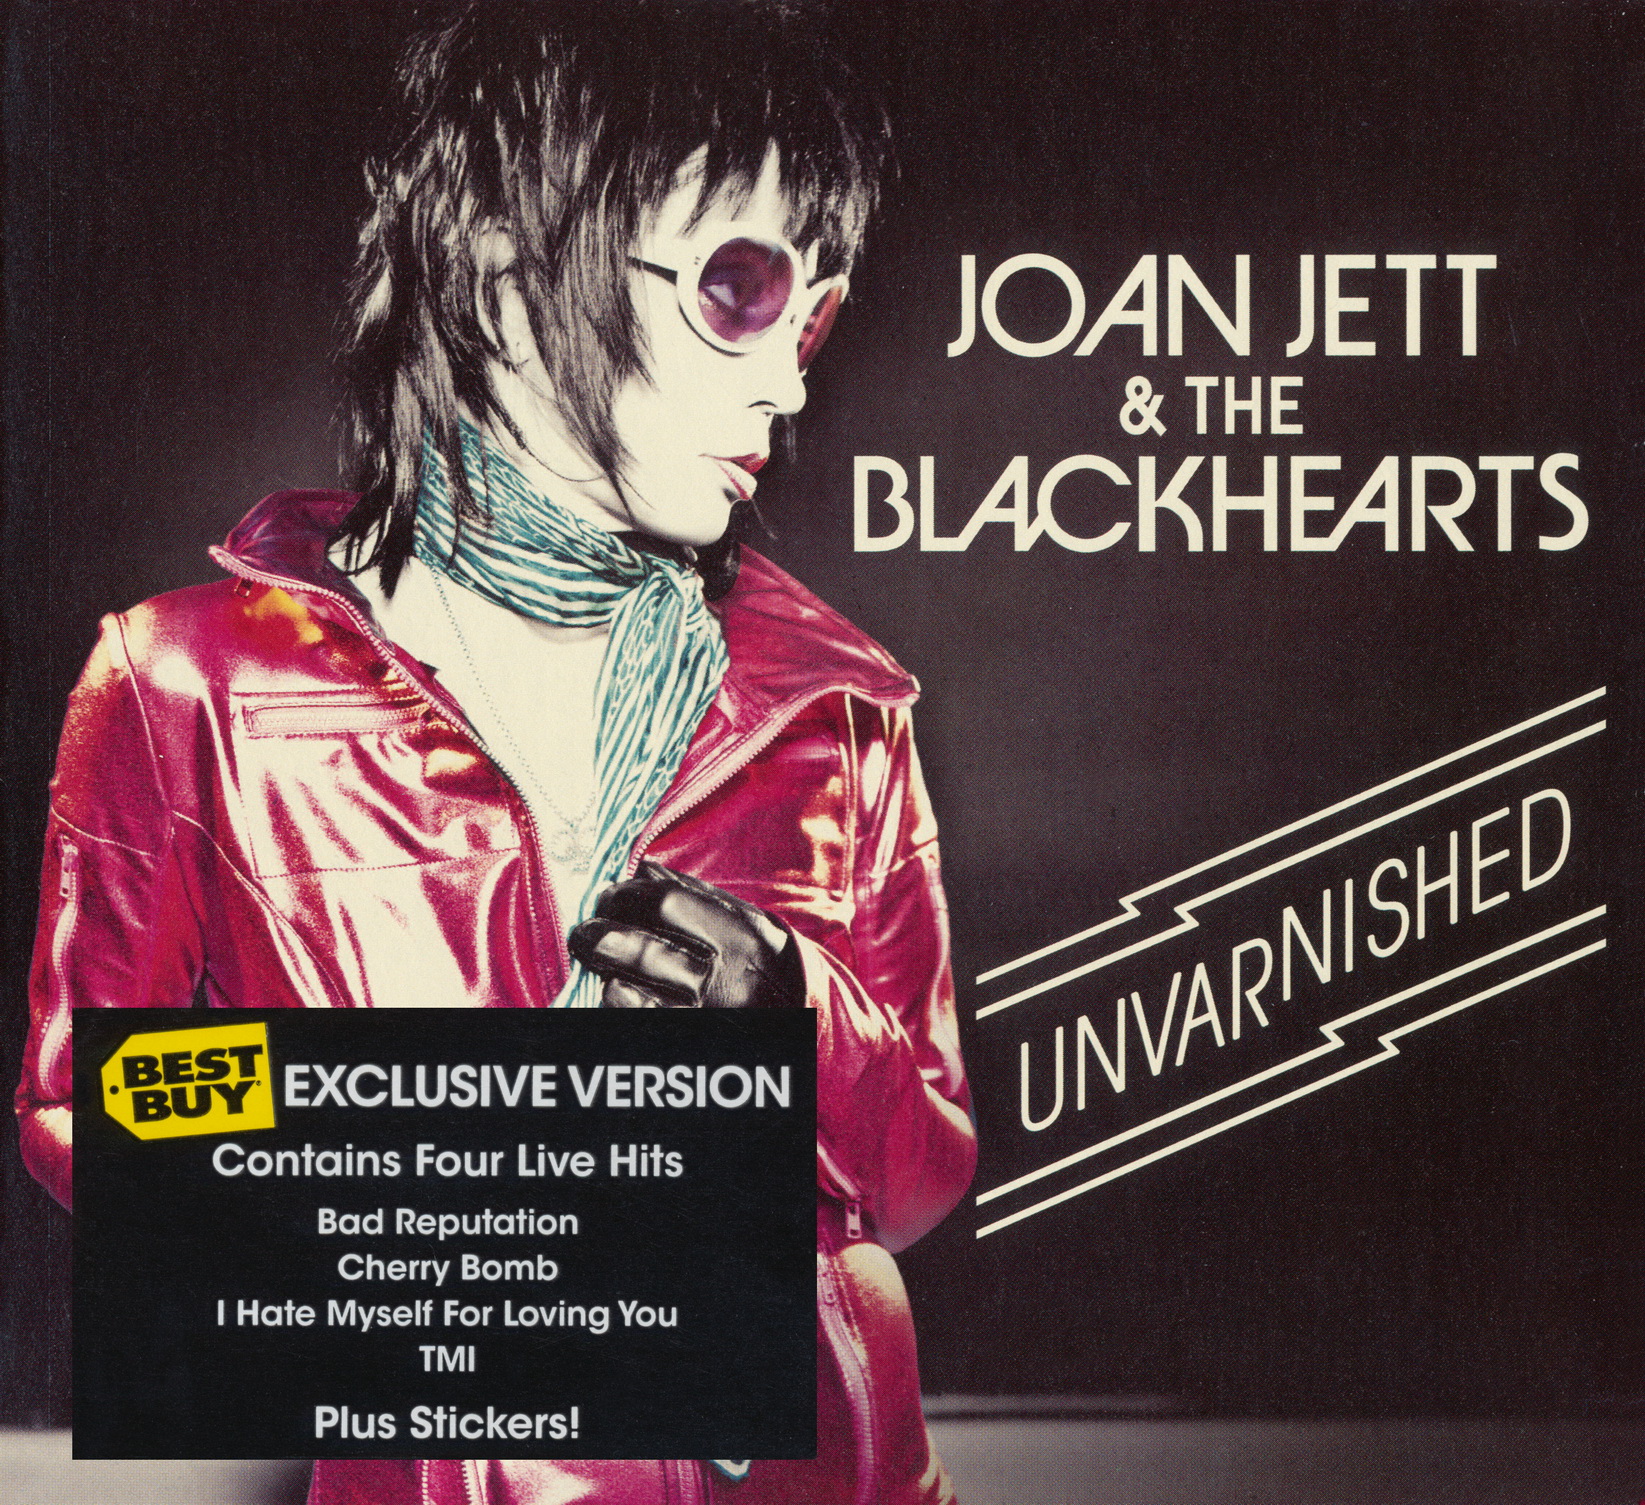 JOAN JETT
& THE
BLACKHEARTS
UNVARNISHED
BEST
BUY
EXCLUSIVE VERSION
Contains Four Live Hits
Bad Reputation
Cherry Bomb
I Hate Myself For Loving You
TMI
Plus Stickers!